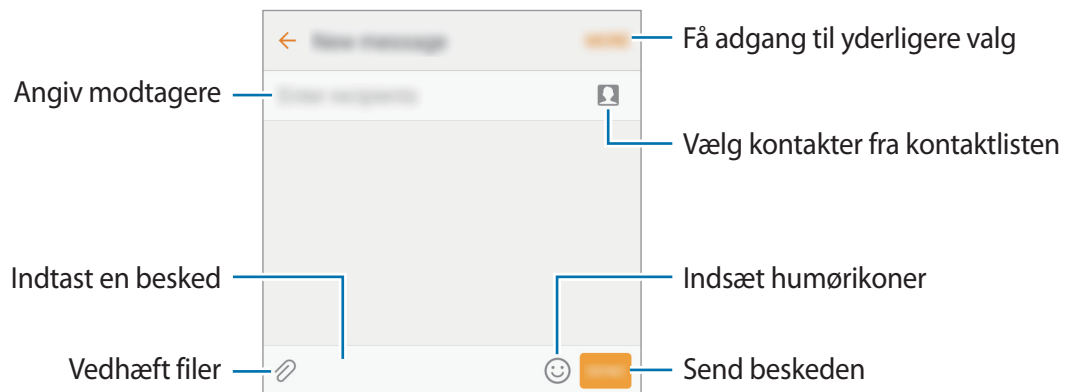 Få adgang til yderligere valg
Angiv modtagere
Vælg kontakter fra kontaktlisten
Indtast en besked
Indsæt humørikoner
Vedhæft filer
Send beskeden